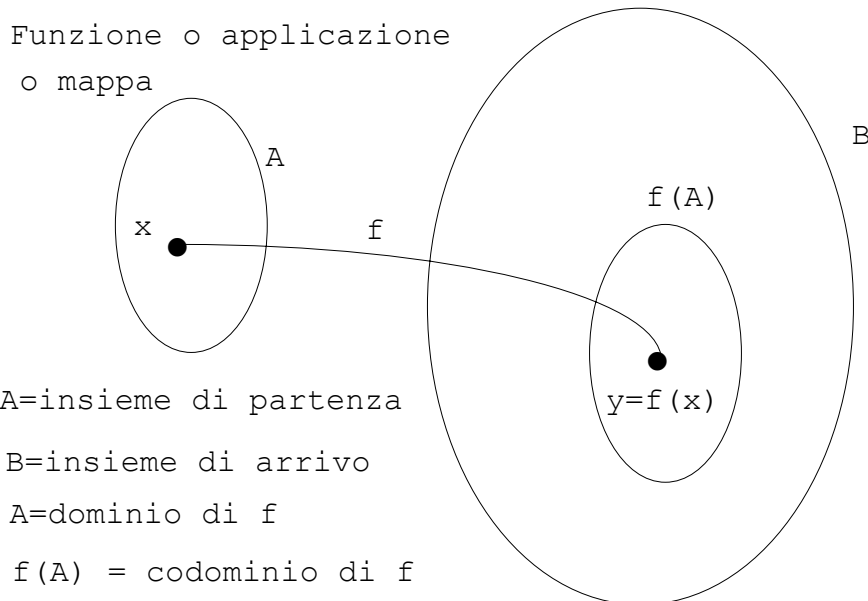 Funzione o applicazione
o mappa
B
A
f(A)
x
f
y=f(x)
A=insieme di partenza
B=insieme di arrivo
A=dominio di f
f(A) = codominio di f